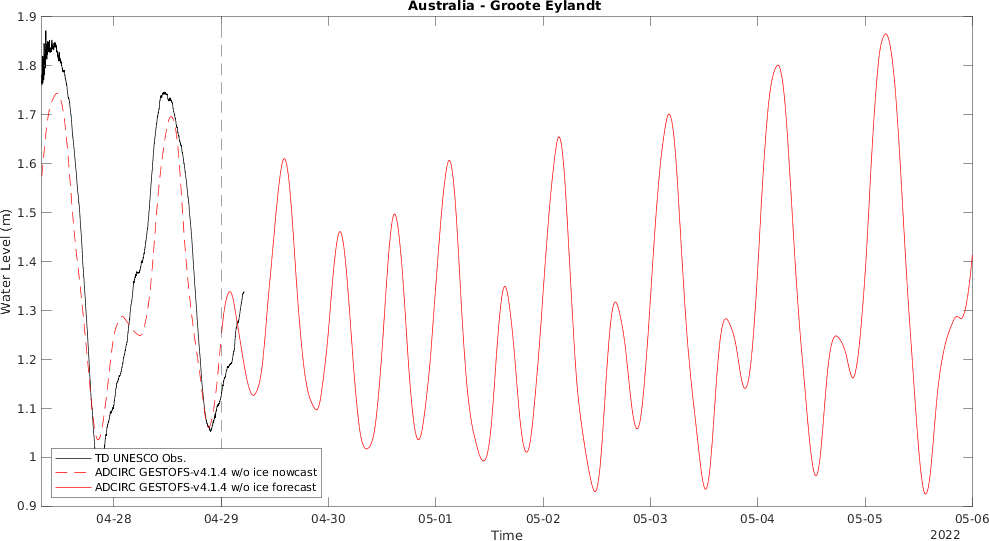 Australia - Groote Eylandt
1.9
1.8
1.7
1.6
1.5
1.4
1.3
1.2
1.1
1
0.9
Water Level (m)
TD UNESCO Obs.
ADCIRC GESTOFS-v4.1.4 w/o ice nowcast
ADCIRC GESTOFS-v4.1.4 w/o ice forecast
04-28 04-29 04-30 05-01 05-02 05-03 05-04 05-05 05-06
Time
2022